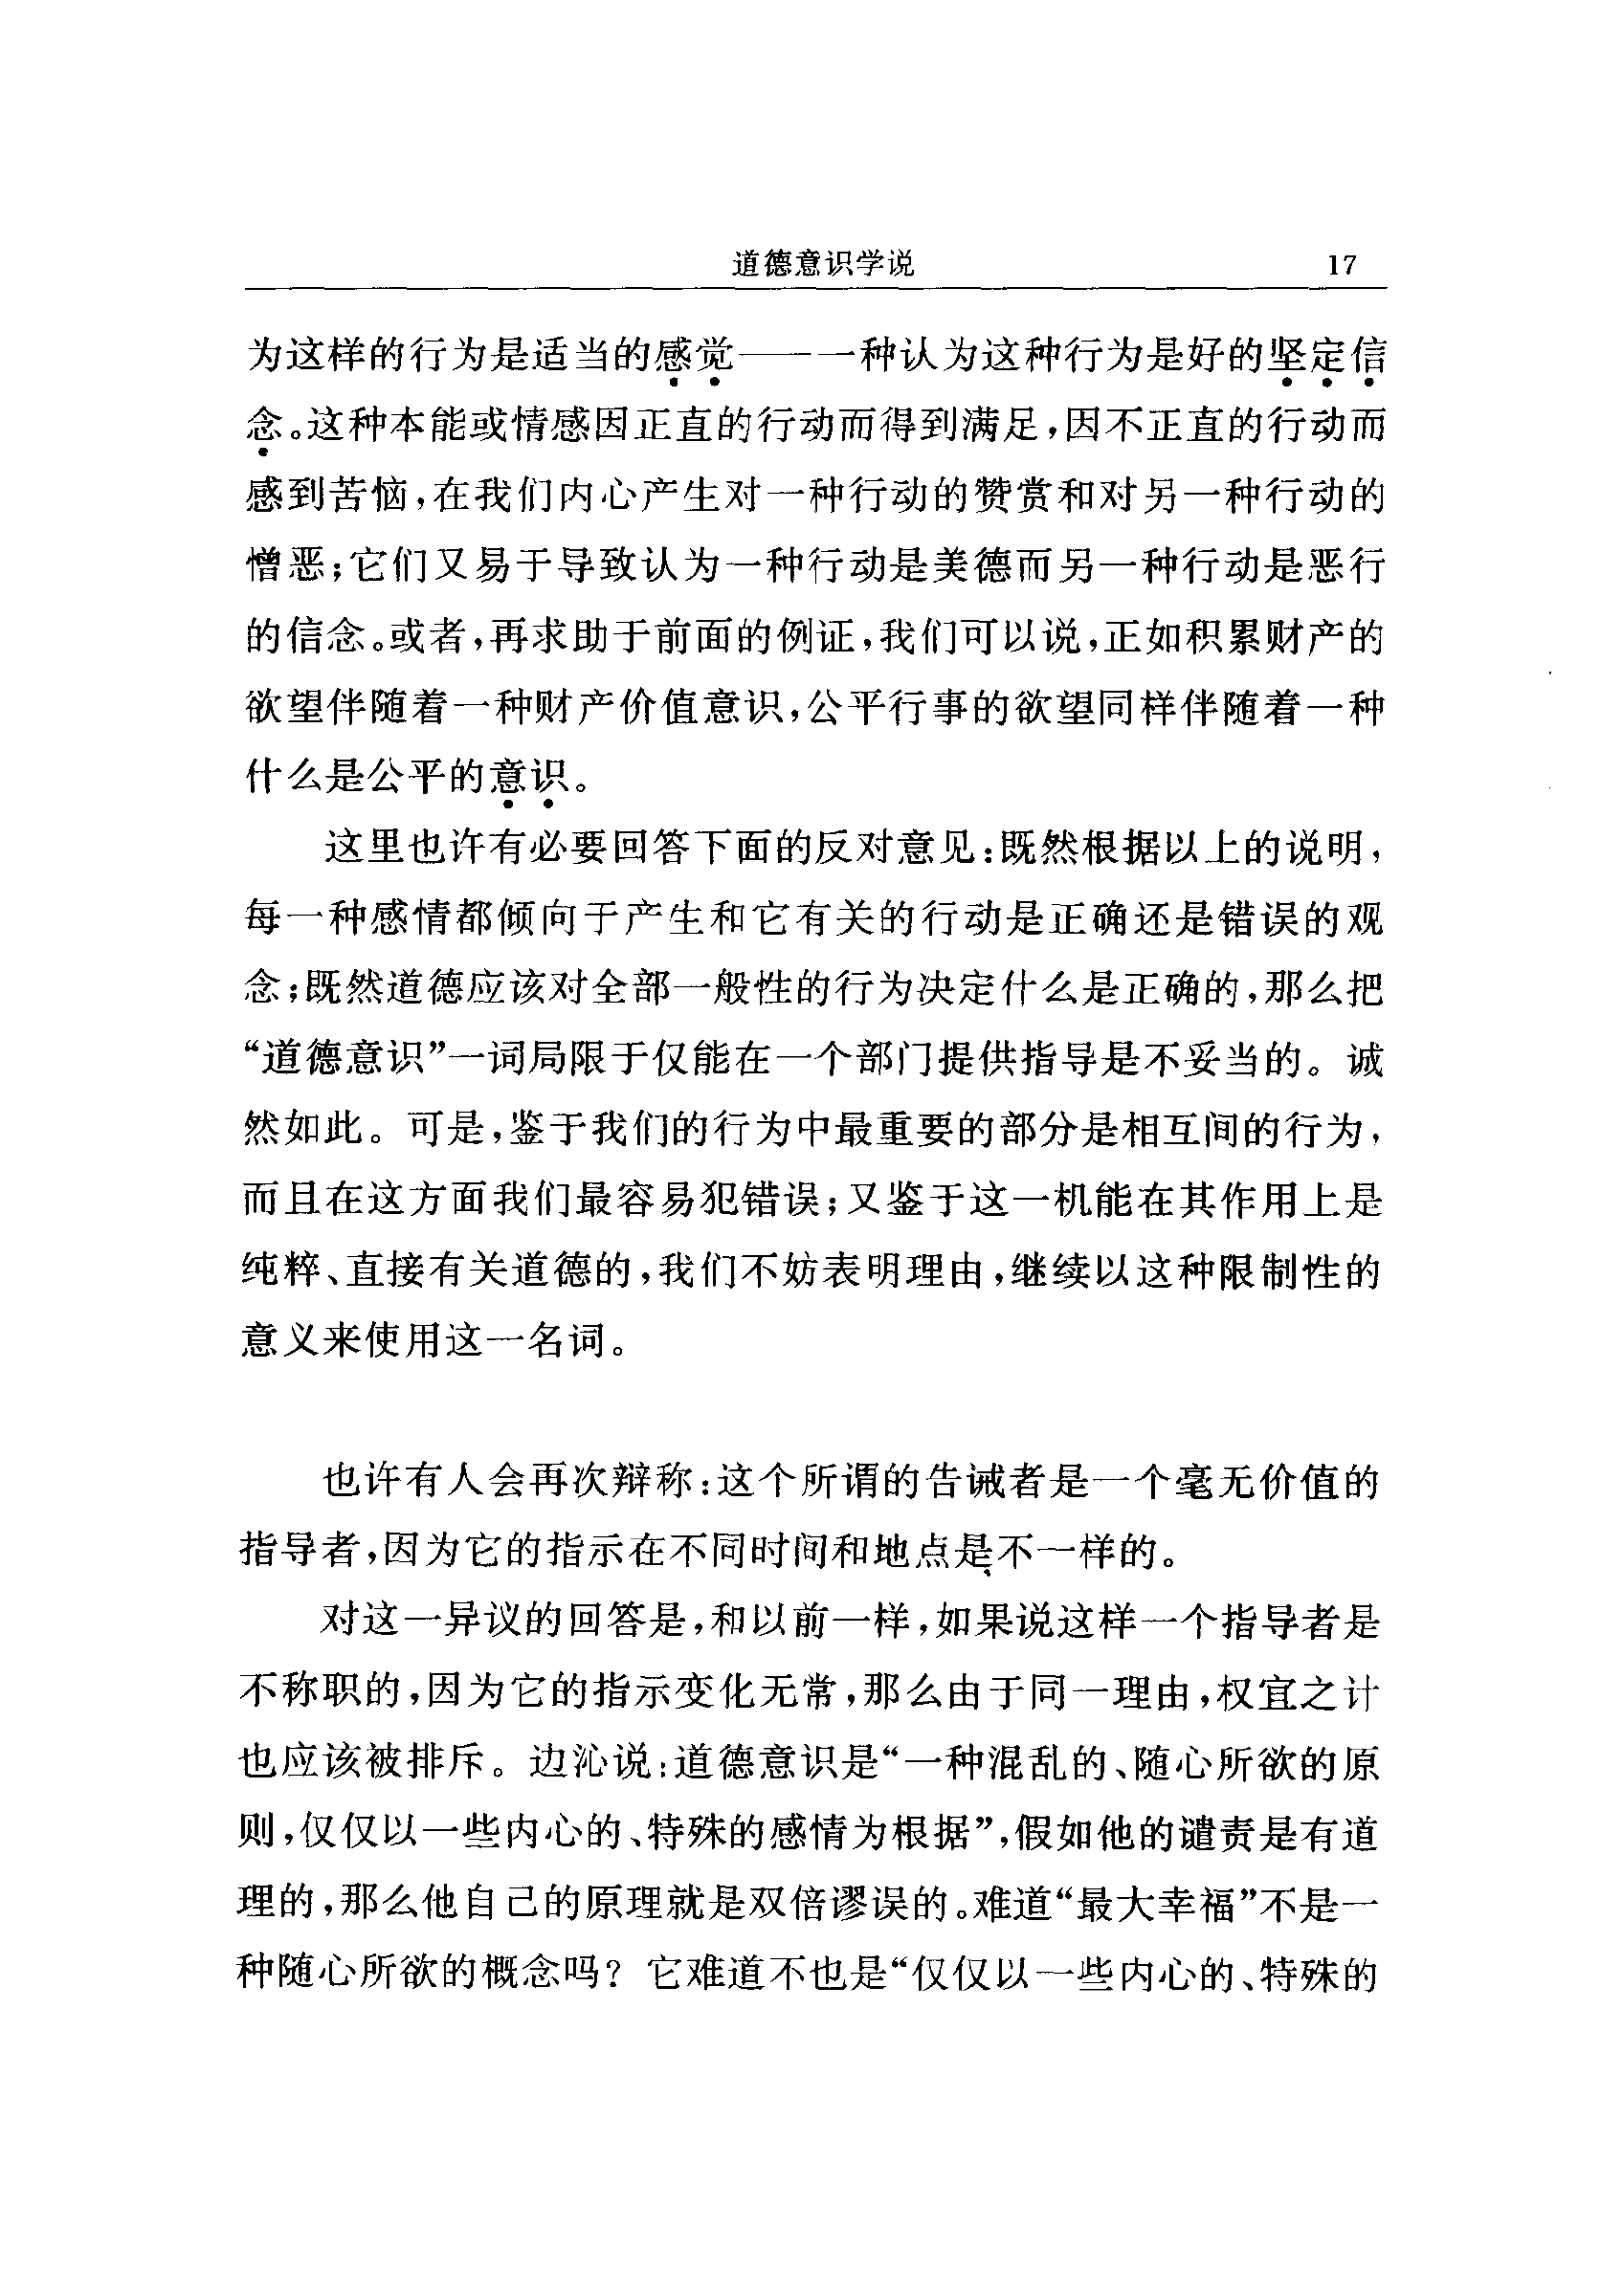 道德意识学说 17
为这样的行为是适当的感觉———一种认为这种行为是好的坚定信
念。这种本能或情感因正直的行动而得到满足，因不正直的行动而
感到苦恼，在我们内心产生对一种行动的赞赏和对另一种行动的
憎恶；它们又易于导致认为一种行动是美德而另一种行动是恶行
的信念。或者，再求助于前面的例证，我们可以说，正如积累财产的
欲望伴随着一种财产价值意识，公平行事的欲望同样伴随着一种
什么是公平的意识。
这里也许有必要回答下面的反对意见：既然根据以上的说明，
每一种感情都倾向于产生和它有关的行动是正确还是错误的观
念；既然道德应该对全部一般性的行为决定什么是正确的，那么把
“道德意识”一词局限于仅能在一个部门提供指导是不妥当的。诚
然如此。可是，鉴于我们的行为中最重要的部分是相互间的行为，
而且在这方面我们最容易犯错误；又鉴于这一机能在其作用上是
纯粹、直接有关道德的，我们不妨表明理由，继续以这种限制性的
意义来使用这一名词。
也许有人会再次辩称：这个所谓的告诫者是一个毫无价值的
指导者，因为它的指示在不同时间和地点是不一样的。
对这一异议的回答是，和以前一样，如果说这样一个指导者是
不称职的，因为它的指示变化无常，那么由于同一理由，权宜之计
也应该被排斥。边沁说：道德意识是“一种混乱的、随心所欲的原
则，仅仅以一些内心的、特殊的感情为根据”，假如他的谴责是有道
理的，那么他自己的原理就是双倍谬误的。难道“最大幸福”不是一
种随心所欲的概念吗？它难道不也是“仅仅以一些内心的、特殊的